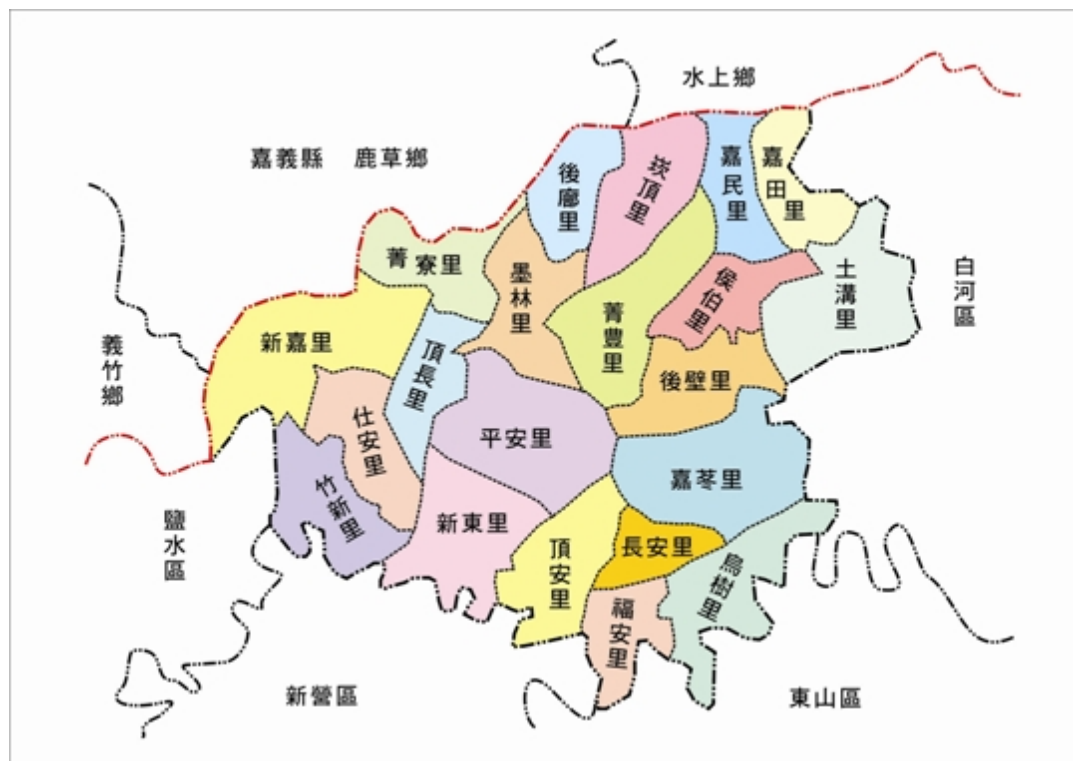 水上鄉
嘉義縣 鹿草鄉
後廍里
崁頂里
嘉民里
嘉田里
菁寮里
墨林里
菁豐里
侯伯里
土溝里
白河區
義竹鄉
新嘉里
頂長里
後壁里
仕安里
平安里
嘉苳里
竹新里
新東里
頂安里
長安里
烏樹里
鹽水區
福安里
新營區
東山區